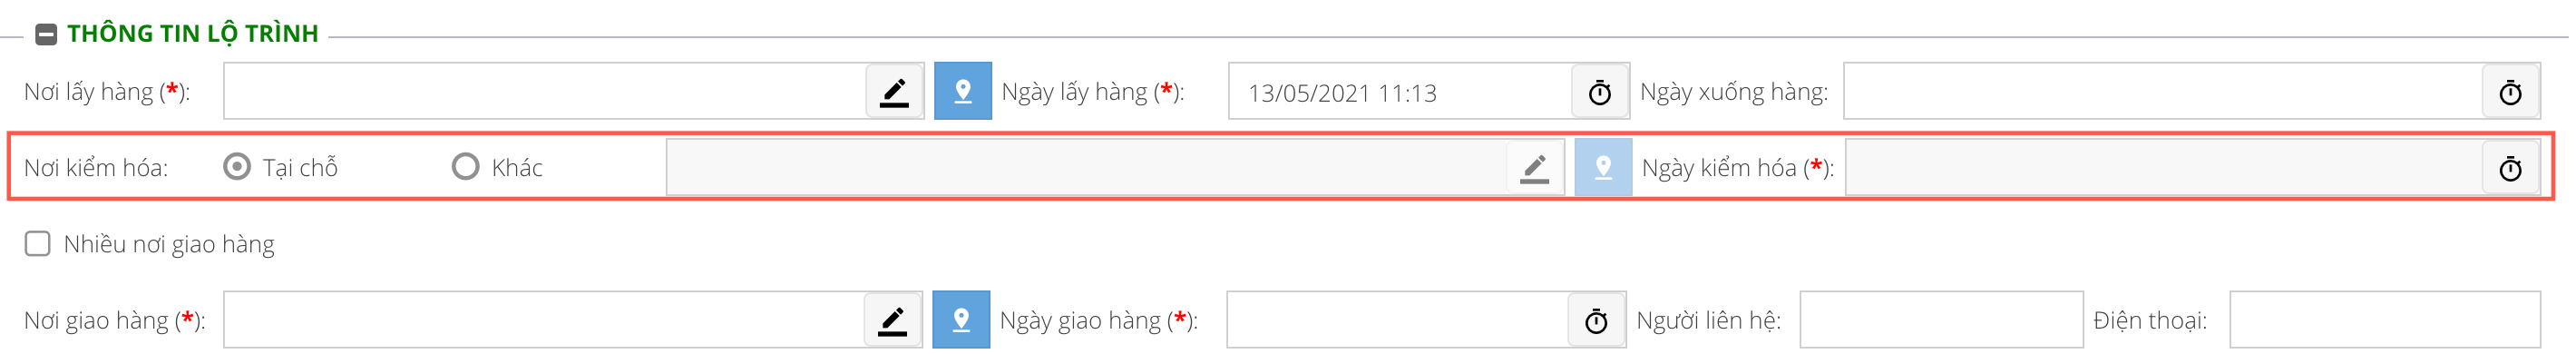 THÔNG TIN LỘ TRÌNH
Nơi lấy hàng (*): Ngày lấy hàng (*): 13/05/2021 11:13 Ngày xuống hàng:
Nơi kiểm hóa: Tại chỗ Khác Ngày kiểm hóa (*):
Nhiều nơi giao hàng
Nơi giao hàng (*): Ngày giao hàng (*): Người liên hệ: Điện thoại: